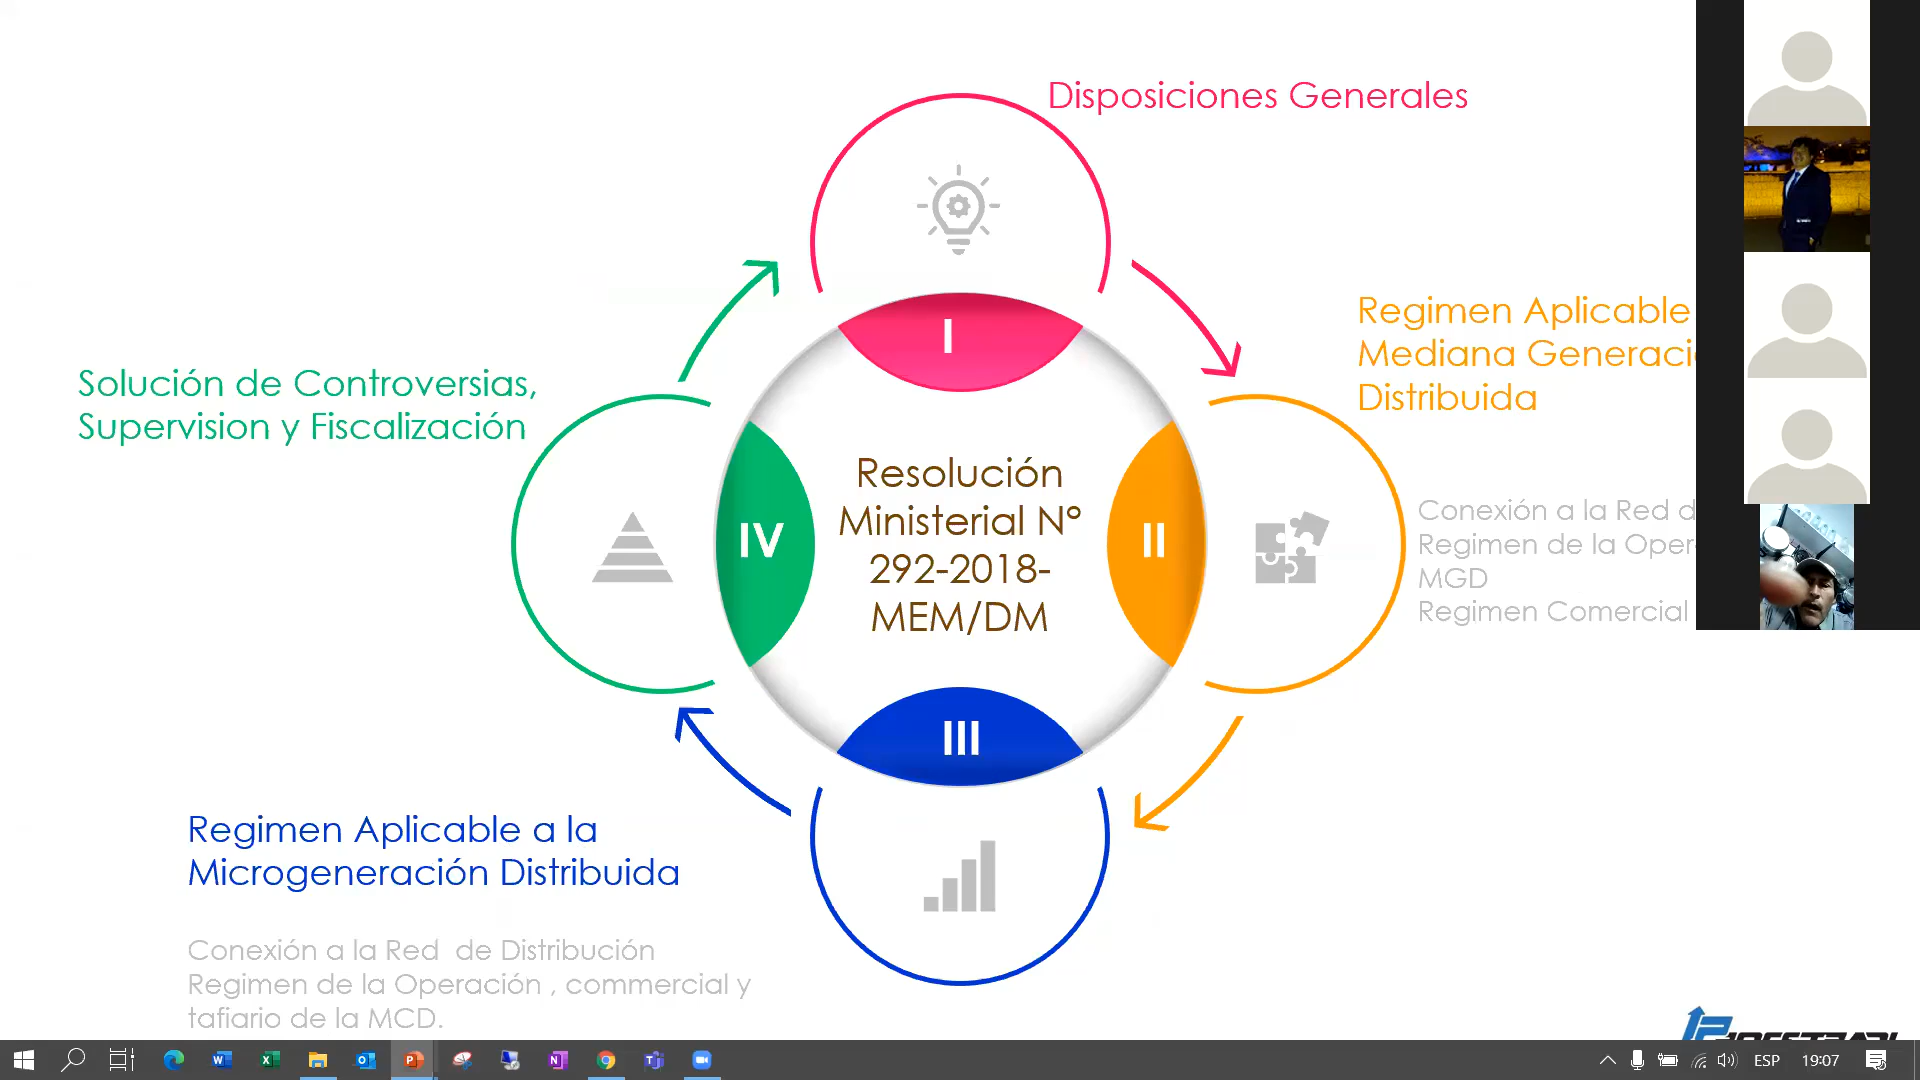 Disposiciones Generales
I
Regimen Aplicable
Mediana Generaci
Distribuida
Solución de Controversias,
Supervision y Fiscalización
Resolución
Ministerial N°
292-2018-
MEM/DM
IV
II
Conexión a la Red d
Regimen de la Oper
MGD
Regimen Comercial
III
Regimen Aplicable a la
Microgeneración Distribuida
Conexión a la Red de Distribución
Regimen de la Operación , commercial y
tafiario de la MCD.
ESP
19:07